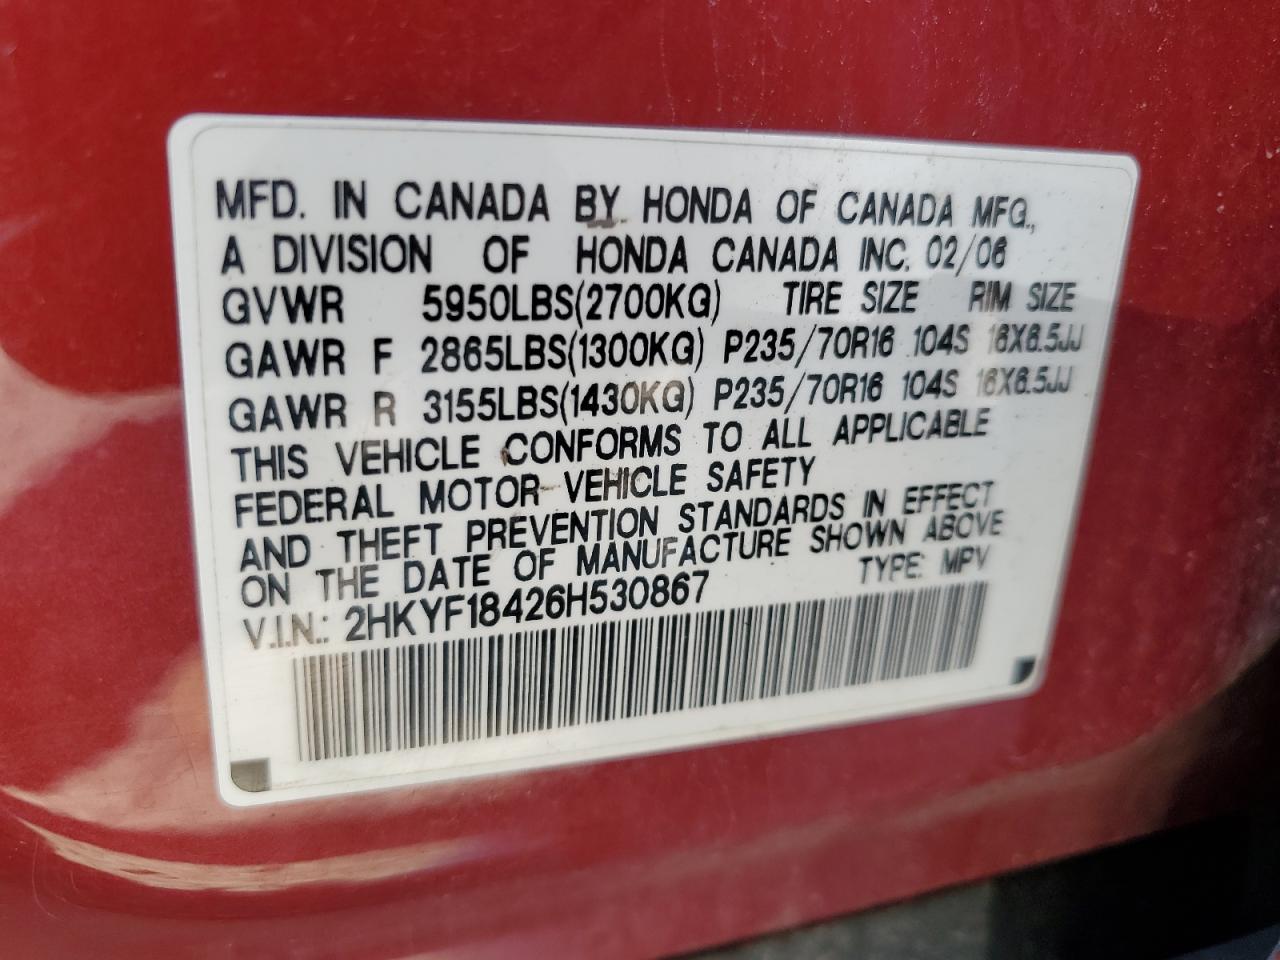 MFD. IN CANADA BY HONDA OF CANADA MFG.,
A DIVISION OF HONDA CANADA INC. 02/06
GVWR 5950LBS(2700KG) TIRE SIZE RIM SIZE
GAWR F 2865LBS(1300KG) P235/70R16 104S 16X6.5JJ
GAWR R 3155LBS(1430KG) P235/70R16 104S 16X6.5JJ
THIS VEHICLE CONFORMS TO ALL APPLICABLE
FEDERAL MOTOR VEHICLE SAFETY
AND THEFT PREVENTION STANDARDS IN EFFECT
ON THE DATE OF MANUFACTURE SHOWN ABOVE
V.I.N.: 2HKYF18426H530867 TYPE: MPV